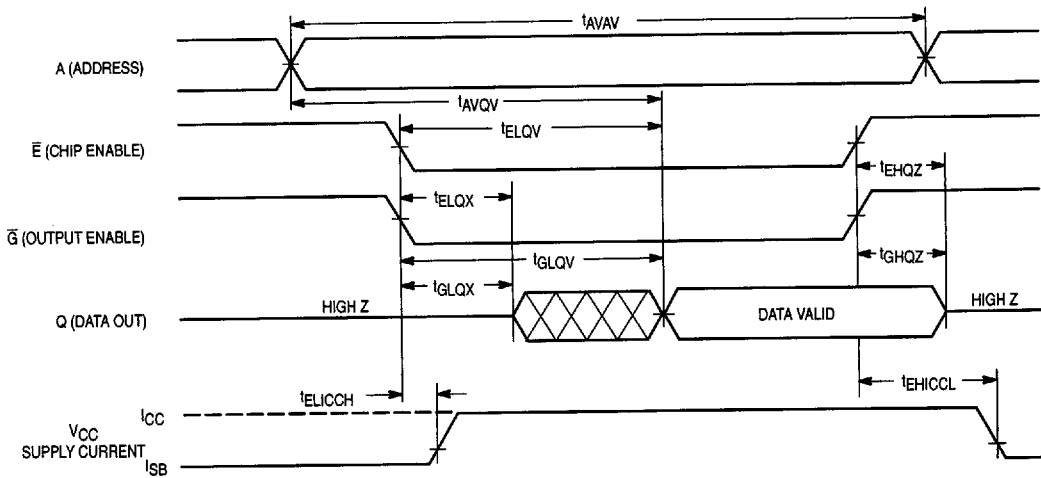 tAVAV
A (ADDRESS)
tAVQV
tELQV
E̅ (CHIP ENABLE)
tEHQZ
tELQX
G̅ (OUTPUT ENABLE)
tGLQV
tGHQZ
tGLQX
HIGH Z
DATA VALID
HIGH Z
Q (DATA OUT)
tELICCH
tEHICCL
ICC
VCC
SUPPLY CURRENT
ISB